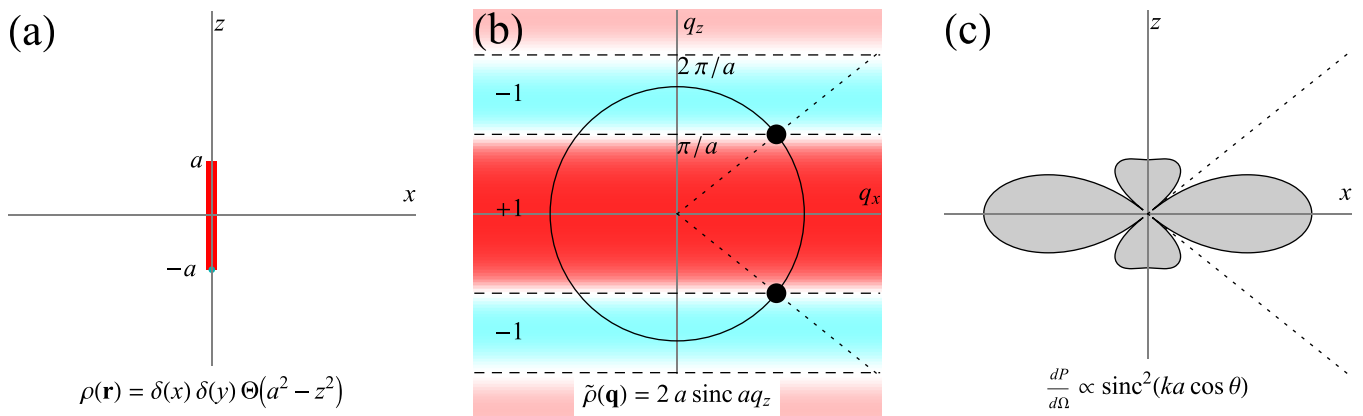 (a)
z
a
x
−a
ρ(r) = δ(x) δ(y) Θ(a² − z²)
(b)
q_z
2 π/a
−1
π/a
q_x
+1
−1
ρ̃(q) = 2 a sinc aq_z
(c)
z
x
dP/dΩ ∝ sinc²(ka cos θ)